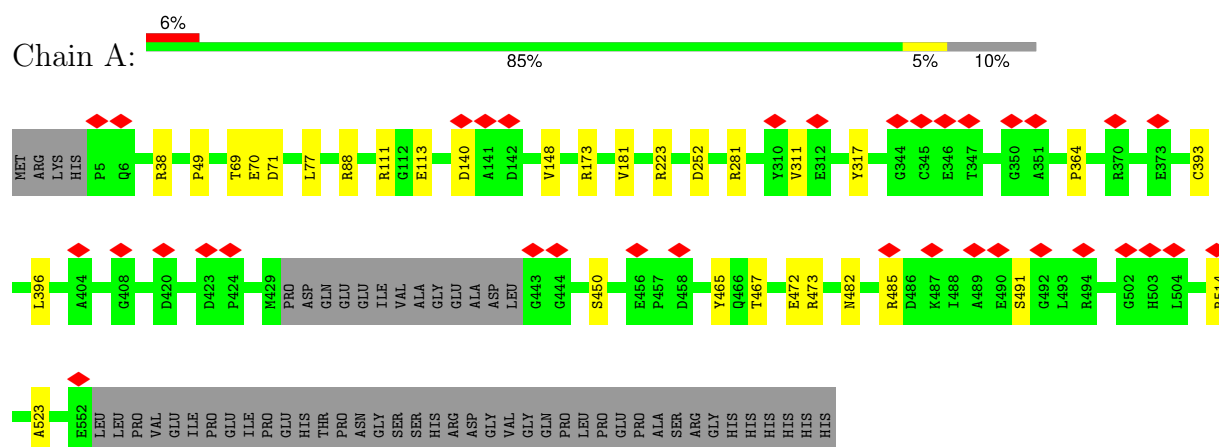 6%
Chain A:
85% 5% 10%
MET ARG LYS HIS P5 Q6 R38 P49 T69 E70 D71 L77 R88 R111 G112 E113 D140 A141 D142 V148 R173 V181 R223 D252 R281 Y310 V311 E312 Y317 G344 C345 E346 T347 G350 A351 P364 R370 E373 C393
L396 A404 G408 D420 D423 P424 M429 PRO ASP GLN GLU GLU ILE VAL ALA GLY GLU ALA ASP LEU G443 G444 S450 E456 P457 D458 Y465 Q466 T467 E472 R473 N482 R485 D486 K487 I488 A489 E490 S491 G492 L493 R494 G502 H503 L504
A523 E552 LEU LEU PRO VAL GLU ILE PRO GLU ILE PRO GLU HIS THR PRO ASN GLY SER SER HIS ARG ASP GLY VAL GLY GLN PRO LEU PRO GLU PRO ALA SER ARG GLY HIS HIS HIS HIS HIS HIS